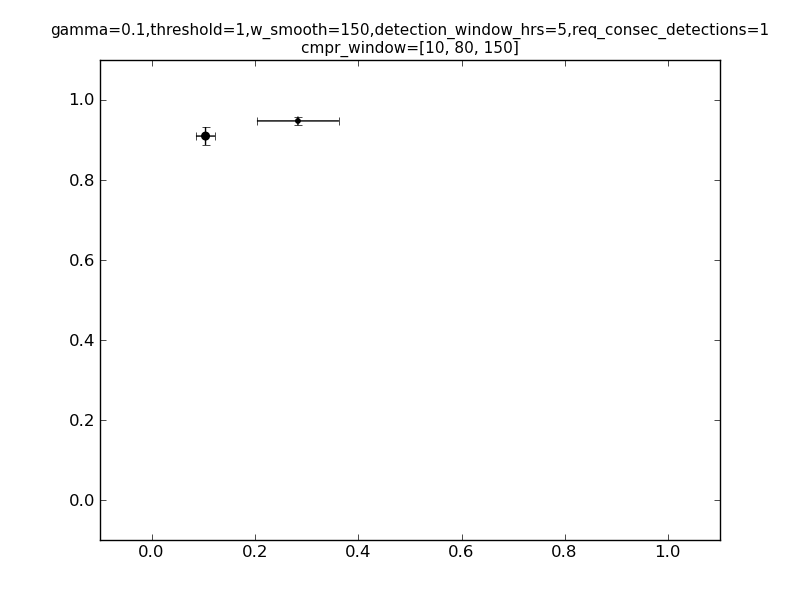 gamma=0.1,threshold=1,w_smooth=150,detection_window_hrs=5,req_consec_detections=1
cmpr_window=[10, 80, 150]
1.0
0.8
0.6
0.4
0.2
0.0
0.0 0.2 0.4 0.6 0.8 1.0